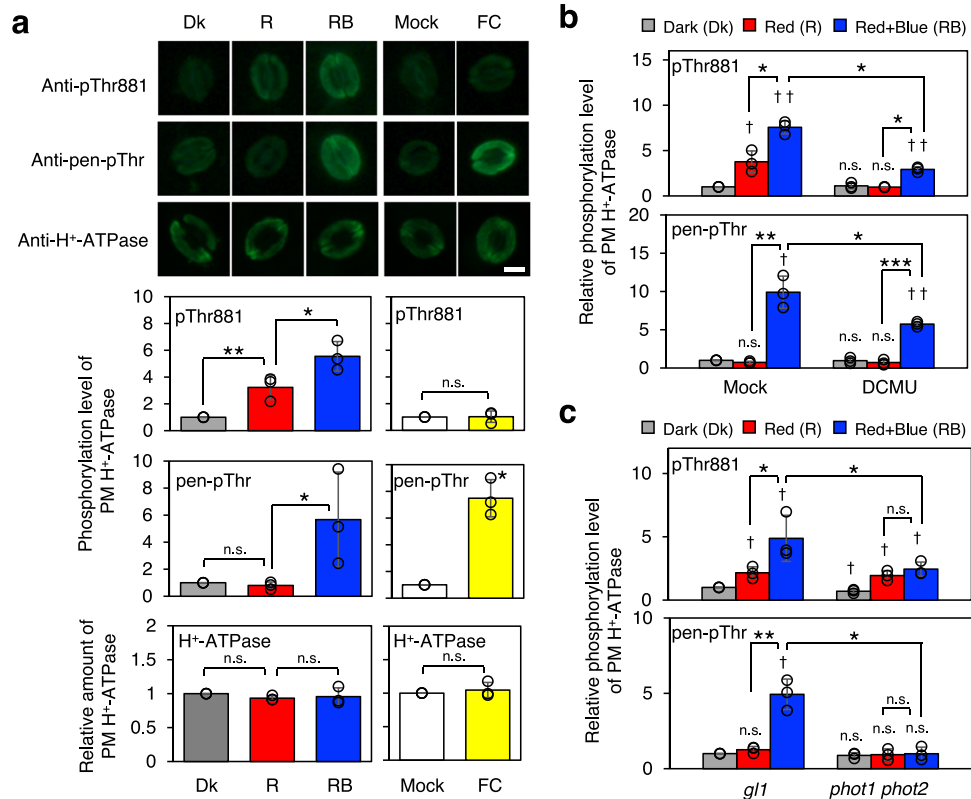 a
Dk R RB Mock FC
Anti-pThr881
Anti-pen-pThr
Anti-H⁺-ATPase
Phosphorylation level of
PM H⁺-ATPase
10
8
6
4
2
0
pThr881
**
*
pThr881
n.s.
10
8
6
4
2
0
pen-pThr
n.s.
*
pen-pThr
*
Relative amount of
PM H⁺-ATPase
2
1.5
1
0.5
0
H⁺-ATPase
n.s.
n.s.
H⁺-ATPase
n.s.
Dk R RB Mock FC
b
Dark (Dk) Red (R) Red+Blue (RB)
Relative phosphorylation level
of PM H⁺-ATPase
15
10
5
0
pThr881
*
*
†
† †
n.s.
n.s.
*
† †
20
15
10
5
0
pen-pThr
**
*
n.s.
†
n.s.
n.s.
***
† †
Mock DCMU
c
Dark (Dk) Red (R) Red+Blue (RB)
Relative phosphorylation level
of PM H⁺-ATPase
10
5
0
pThr881
*
*
†
†
†
†
n.s.
†
10
5
0
pen-pThr
**
*
†
n.s.
n.s.
n.s.
n.s.
gl1 phot1 phot2